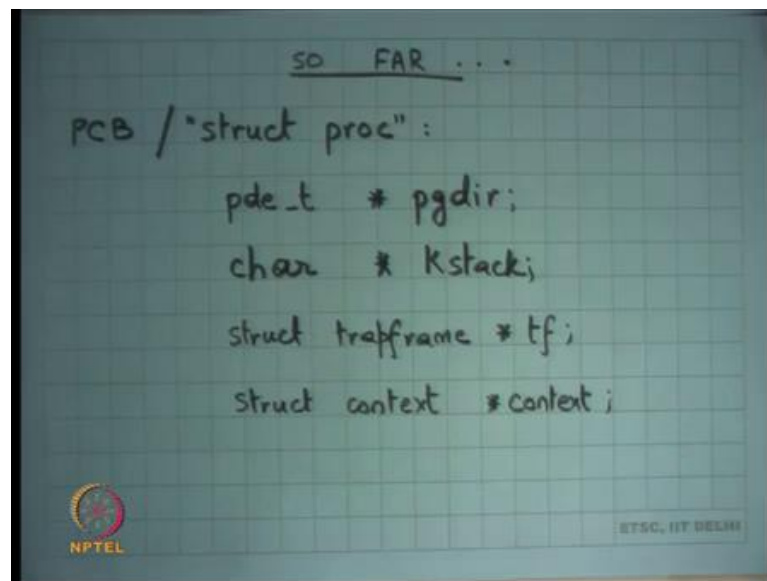 SO FAR ...
PCB / "struct proc" :
pde_t * pgdir;
char * kstack;
struct trapframe * tf;
struct context * context;
NPTEL
ETSC, IIT DELHI